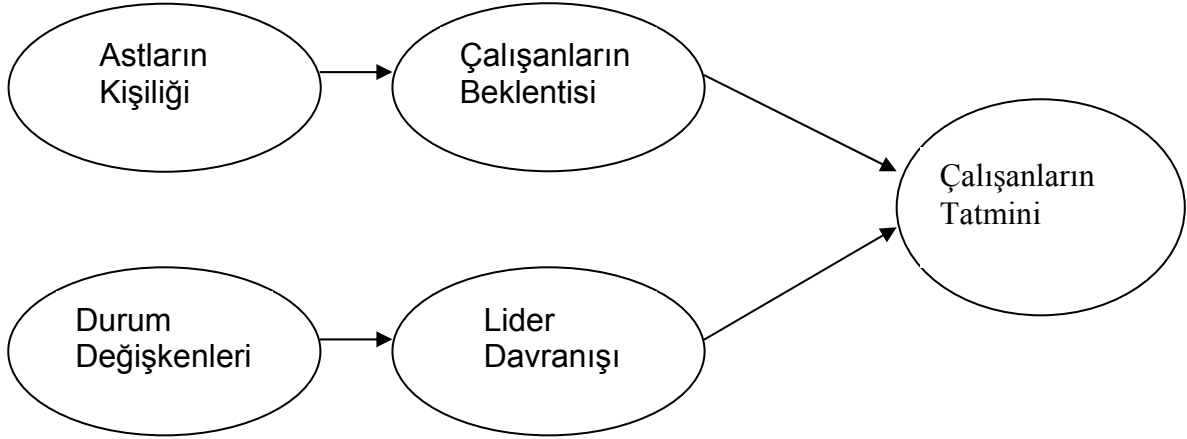 Astların
Kişiliği
Çalışanların
Beklentisi
Çalışanların
Tatmini
Durum
Değişkenleri
Lider
Davranışı